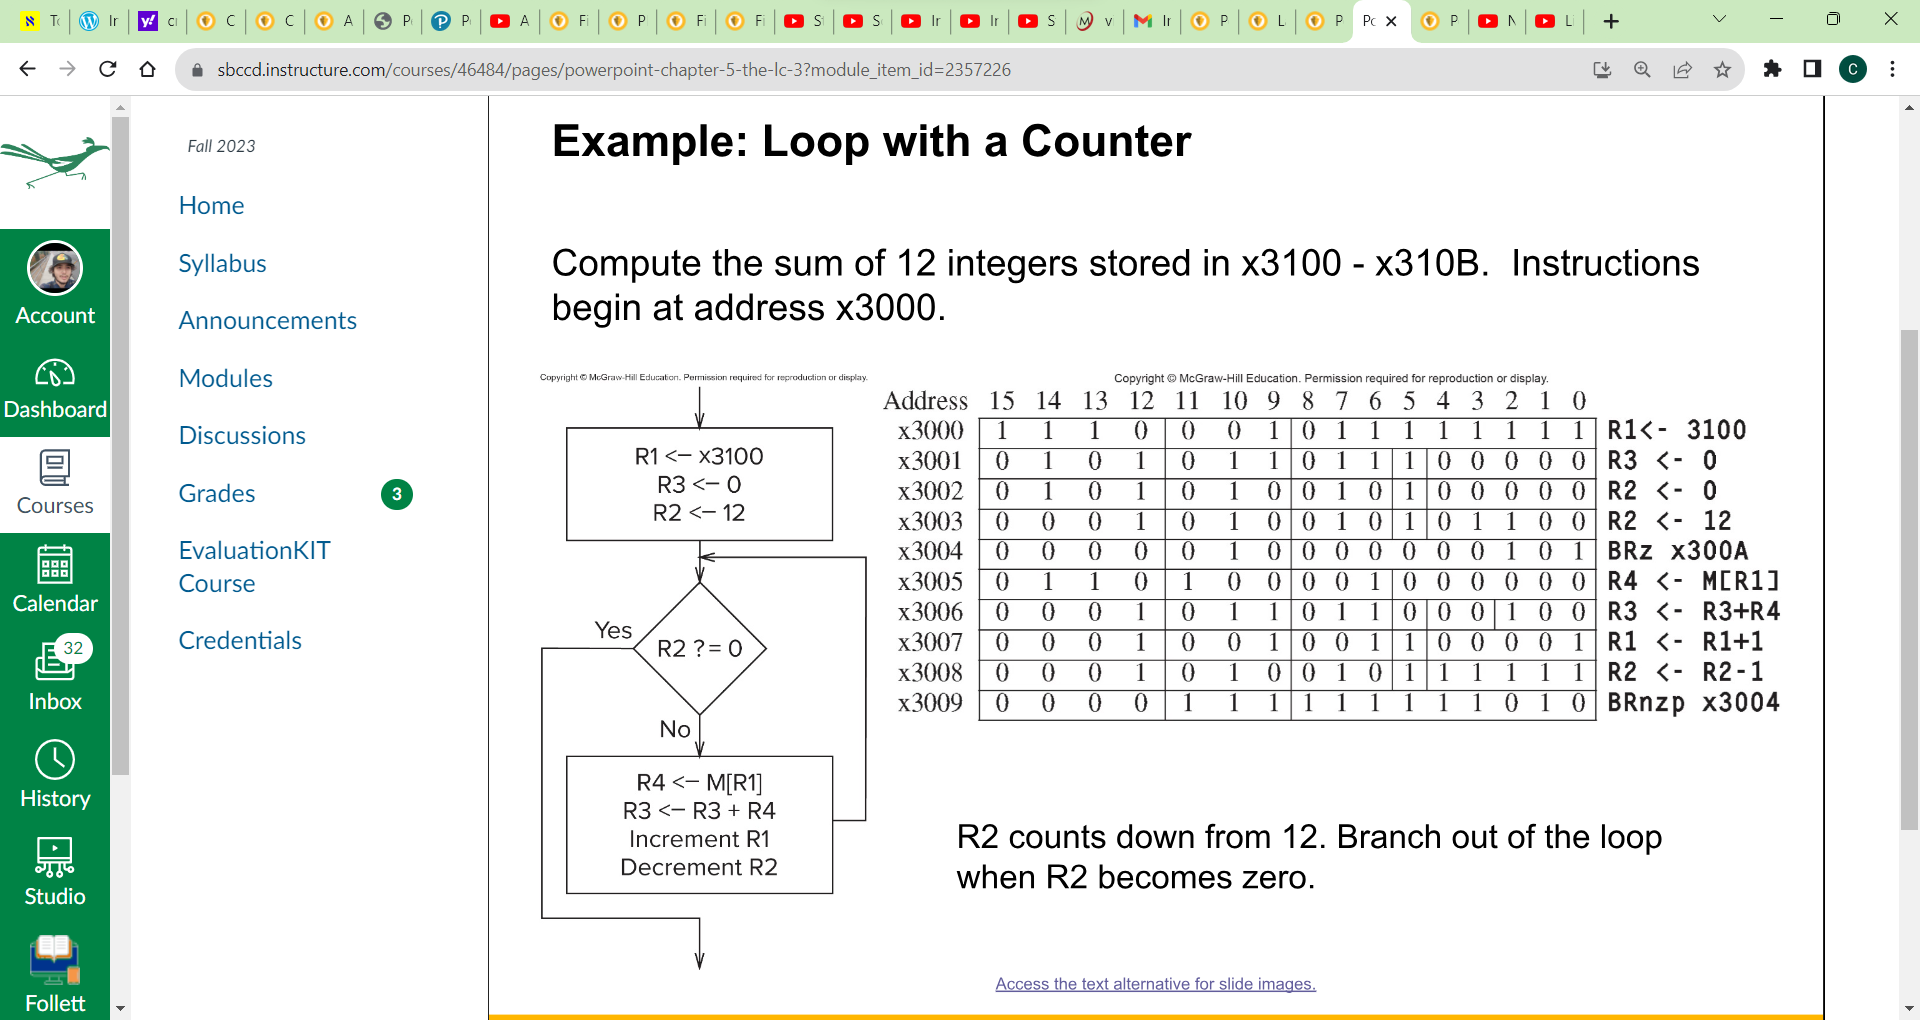 sbccd.instructure.com/courses/46484/pages/powerpoint-chapter-5-the-lc-3?module_item_id=2357226
C
Account
Dashboard
Courses
Calendar
32
Inbox
History
Studio
Follett
Fall 2023
Home
Syllabus
Announcements
Modules
Discussions
Grades
3
EvaluationKIT
Course
Credentials
Example: Loop with a Counter
Compute the sum of 12 integers stored in x3100 - x310B. Instructions
begin at address x3000.
Copyright © McGraw-Hill Education. Permission required for reproduction or display.
R1 <– x3100
R3 <– 0
R2 <– 12
Yes
R2 ?= 0
No
R4 <– M[R1]
R3 <– R3 + R4
Increment R1
Decrement R2
Copyright © McGraw-Hill Education. Permission required for reproduction or display.
Address 15 14 13 12 11 10 9 8 7 6 5 4 3 2 1 0
x3000 1 1 1 0 0 0 1 0 1 1 1 1 1 1 1 1 R1<- 3100
x3001 0 1 0 1 0 1 1 0 1 1 1 0 0 0 0 0 R3 <- 0
x3002 0 1 0 1 0 1 0 0 1 0 1 0 0 0 0 0 R2 <- 0
x3003 0 0 0 1 0 1 0 0 1 0 1 0 1 1 0 0 R2 <- 12
x3004 0 0 0 0 0 1 0 0 0 0 0 0 0 1 0 1 BRz x300A
x3005 0 1 1 0 1 0 0 0 0 1 0 0 0 0 0 0 R4 <- M[R1]
x3006 0 0 0 1 0 1 1 0 1 1 0 0 0 1 0 0 R3 <- R3+R4
x3007 0 0 0 1 0 0 1 0 0 1 1 0 0 0 0 1 R1 <- R1+1
x3008 0 0 0 1 0 1 0 0 1 0 1 1 1 1 1 1 R2 <- R2-1
x3009 0 0 0 0 1 1 1 1 1 1 1 1 1 0 1 0 BRnzp x3004
R2 counts down from 12. Branch out of the loop
when R2 becomes zero.
Access the text alternative for slide images.